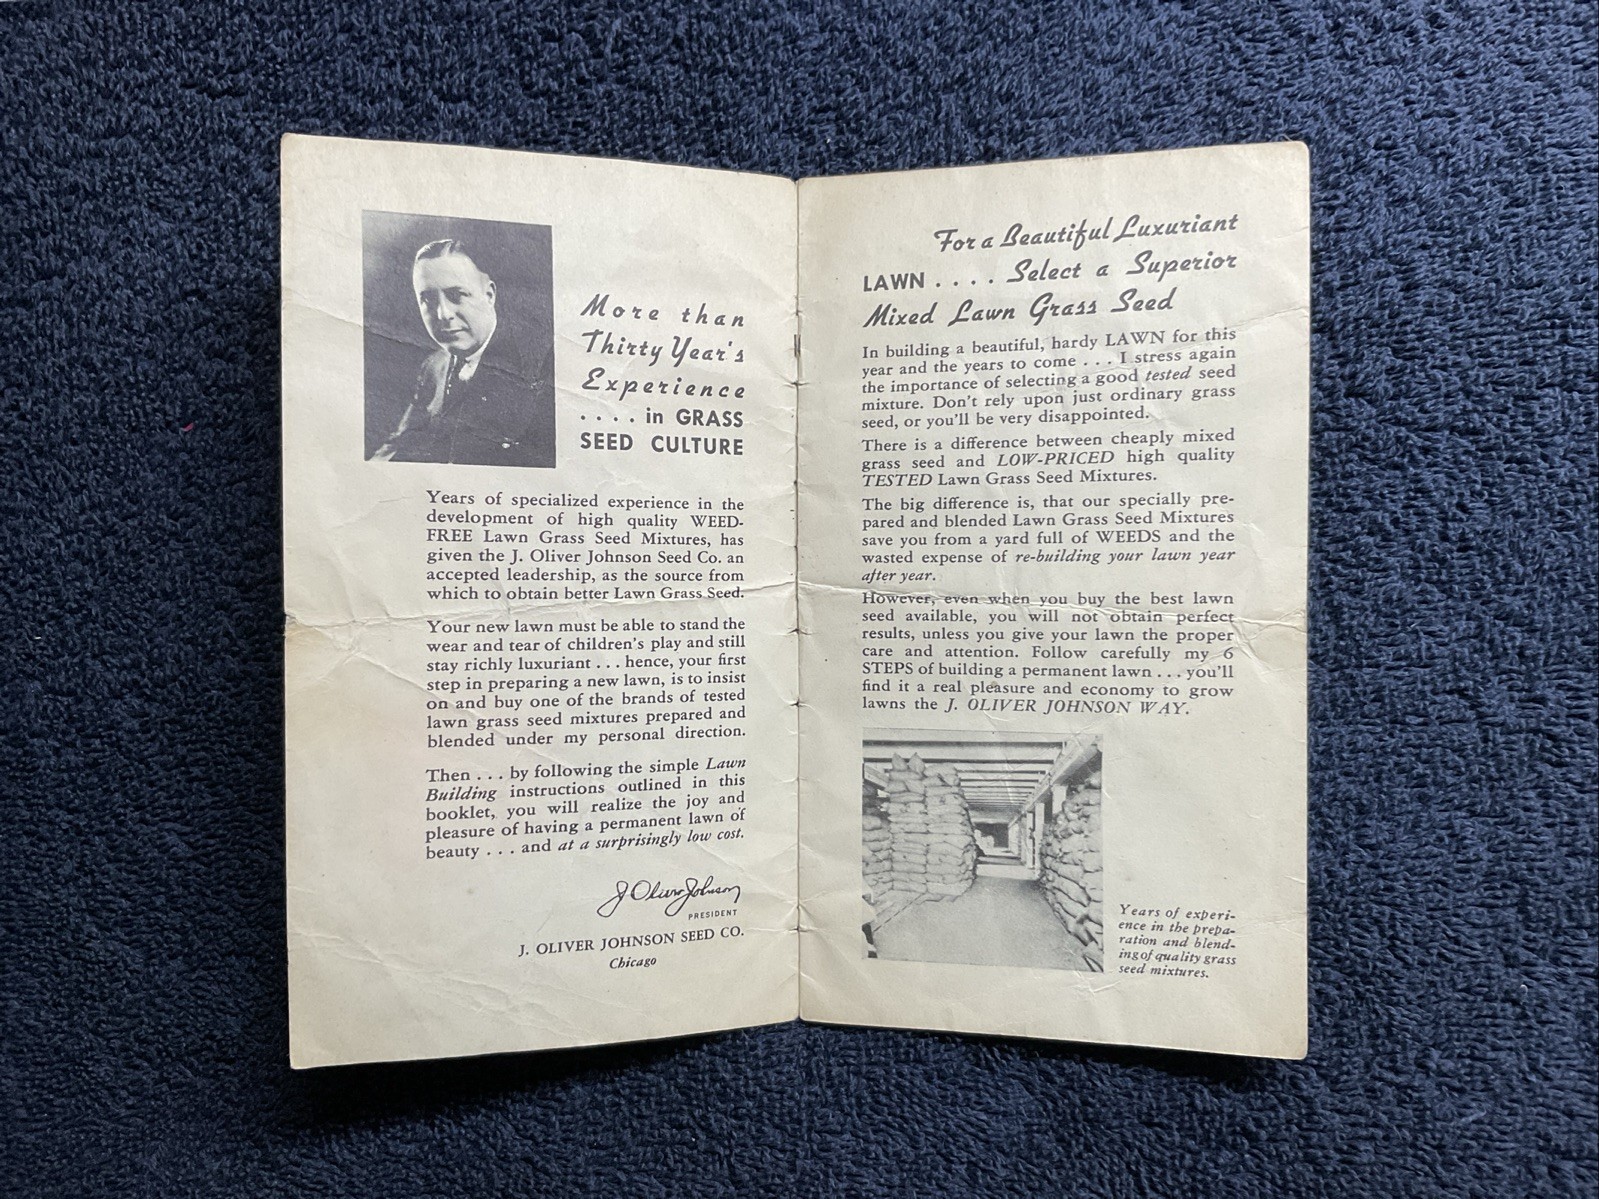 More than
Thirty Year's
Experience
.... in GRASS
SEED CULTURE
Years of specialized experience in the
development of high quality WEED-
FREE Lawn Grass Seed Mixtures, has
given the J. Oliver Johnson Seed Co. an
accepted leadership, as the source from
which to obtain better Lawn Grass Seed.
Your new lawn must be able to stand the
wear and tear of children's play and still
stay richly luxuriant ... hence, your first
step in preparing a new lawn, is to insist
on and buy one of the brands of tested
lawn grass seed mixtures prepared and
blended under my personal direction.
Then ... by following the simple Lawn
Building instructions outlined in this
booklet, you will realize the joy and
pleasure of having a permanent lawn of
beauty ... and at a surprisingly low cost.
J Oliver Johnson
PRESIDENT
J. OLIVER JOHNSON SEED CO.
Chicago
For a Beautiful Luxuriant
LAWN .... Select a Superior
Mixed Lawn Grass Seed
In building a beautiful, hardy LAWN for this
year and the years to come ... I stress again
the importance of selecting a good tested seed
mixture. Don't rely upon just ordinary grass
seed, or you'll be very disappointed.
There is a difference between cheaply mixed
grass seed and LOW-PRICED high quality
TESTED Lawn Grass Seed Mixtures.
The big difference is, that our specially pre-
pared and blended Lawn Grass Seed Mixtures
save you from a yard full of WEEDS and the
wasted expense of re-building your lawn year
after year.
However, even when you buy the best lawn
seed available, you will not obtain perfect
results, unless you give your lawn the proper
care and attention. Follow carefully my 6
STEPS of building a permanent lawn ... you'll
find it a real pleasure and economy to grow
lawns the J. OLIVER JOHNSON WAY.
Years of experi-
ence in the prepa-
ration and blend-
ing of quality grass
seed mixtures.